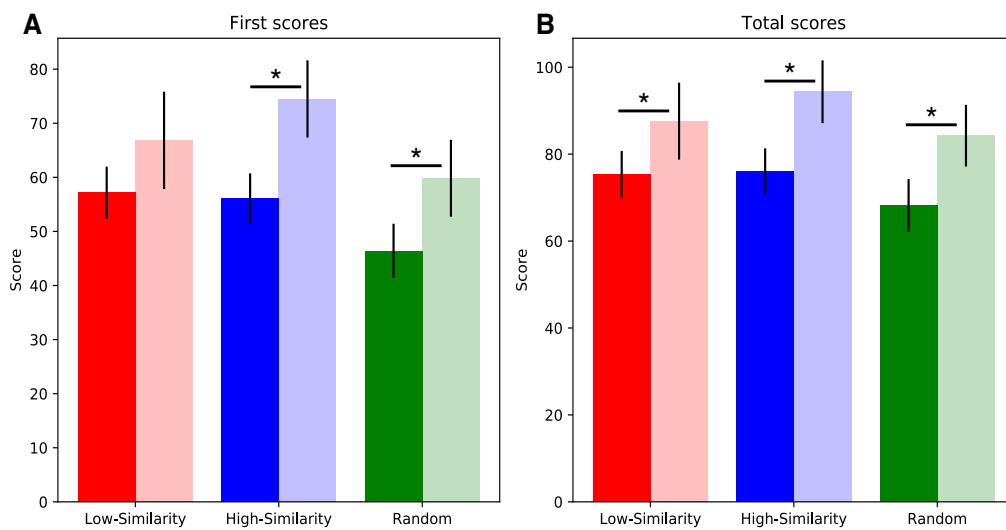 A
First scores
Score
80
70
60
50
40
30
20
10
0
*
*
Low-Similarity
High-Similarity
Random
B
Total scores
Score
100
80
60
40
20
0
*
*
*
Low-Similarity
High-Similarity
Random